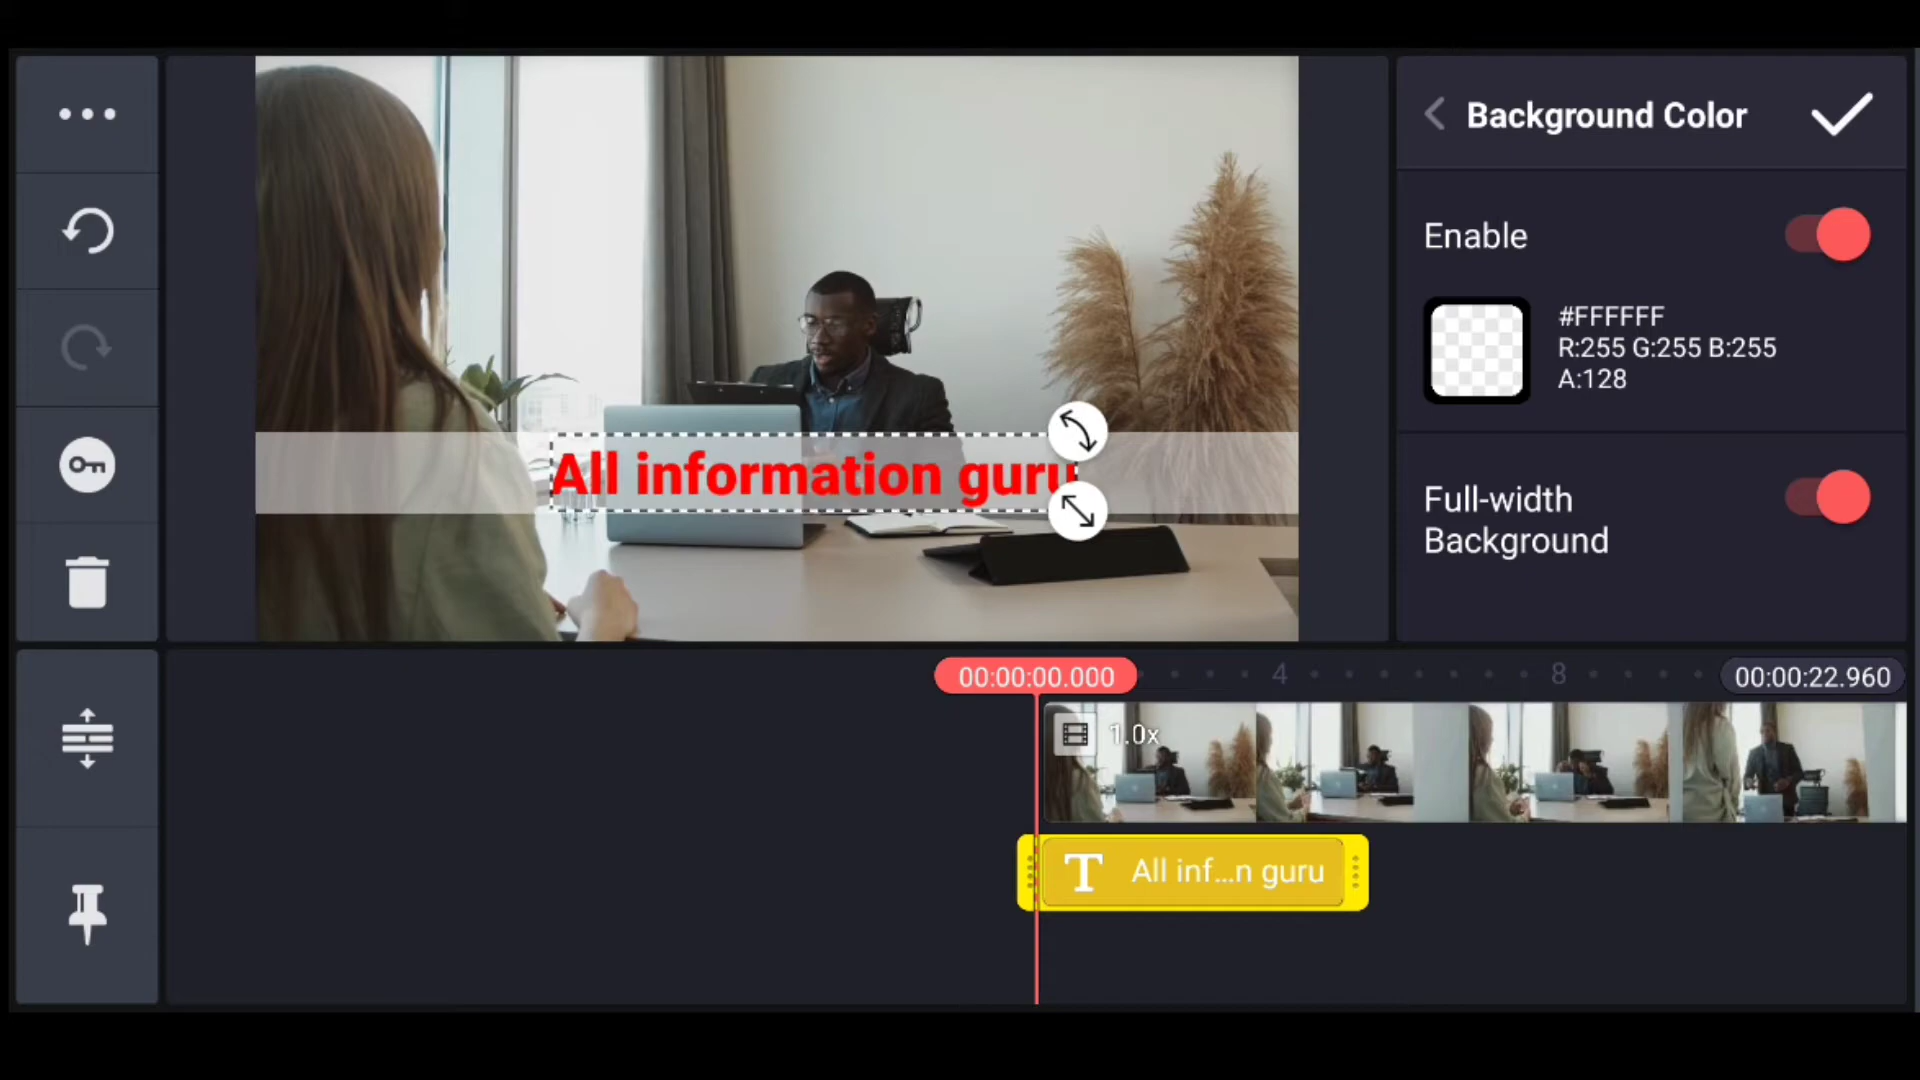 Background Color
Enable
#FFFFFF
R:255 G:255 B:255
A:128
All information guru
Full-width
Background
00:00:00.000
4
8
00:00:22.960
1.0x
T
All inf...n guru